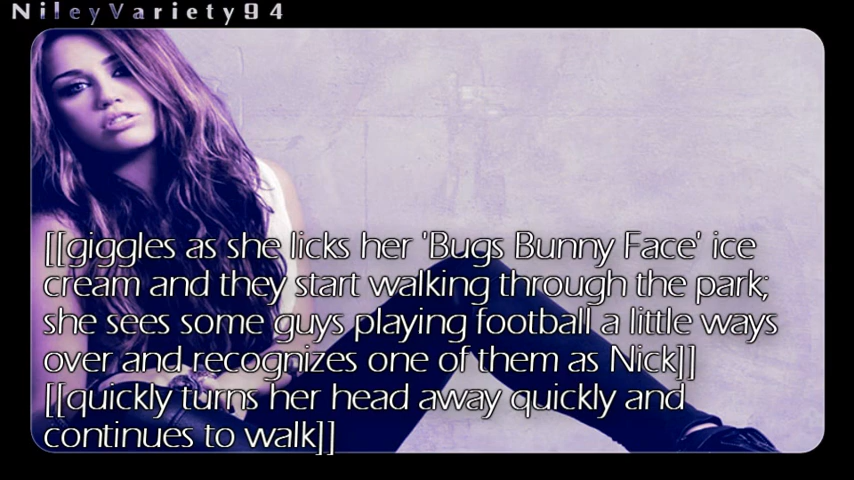 NileyVariety94
[[giggles as she licks her 'Bugs Bunny Face' ice
cream and they start walking through the park;
she sees some guys playing football a little ways
over and recognizes one of them as Nick]]
[[quickly turns her head away quickly and
continues to walk]]